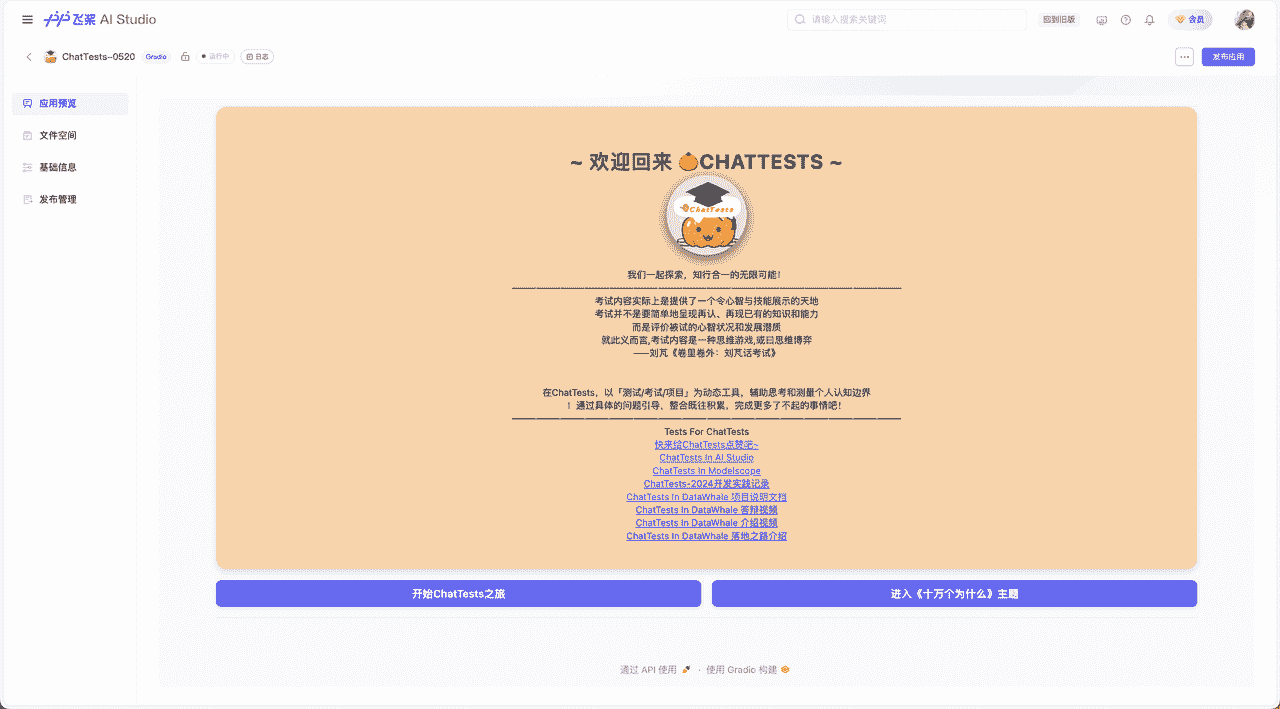 飞桨 AI Studio
请输入搜索关键词
回到旧版
会员
ChatTests--0520
Gradio
运行中
日志
发布应用
应用预览
文件空间
基础信息
发布管理
~ 欢迎回来 CHATTESTS ~
ChatTests
我们一起探索，知行合一的无限可能！
考试内容实际上是提供了一个令心智与技能展示的天地
考试并不是要简单地呈现再认、再现已有的知识和能力
而是评价被试的心智状况和发展潜质
就此义而言,考试内容是一种思维游戏,或曰思维博弈
——刘芃《卷里卷外：刘芃话考试》
在ChatTests，以「测试/考试/项目」为动态工具，辅助思考和测量个人认知边界
！通过具体的问题引导，整合既往积累，完成更多了不起的事情吧！
Tests For ChatTests
快来给ChatTests点赞吧~
ChatTests In AI Studio
ChatTests In Modelscope
ChatTests-2024开发实践记录
ChatTests In DataWhale 项目说明文档
ChatTests In DataWhale 答辩视频
ChatTests In DataWhale 介绍视频
ChatTests In DataWhale 落地之路介绍
开始ChatTests之旅
进入《十万个为什么》主题
通过 API 使用 · 使用 Gradio 构建